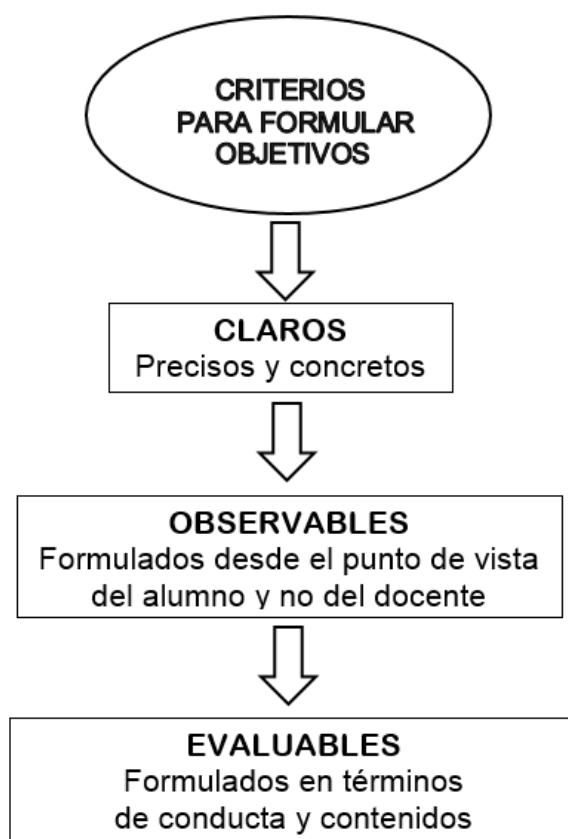 CRITERIOS
PARA FORMULAR
OBJETIVOS
CLAROS
Precisos y concretos
OBSERVABLES
Formulados desde el punto de vista
del alumno y no del docente
EVALUABLES
Formulados en términos
de conducta y contenidos